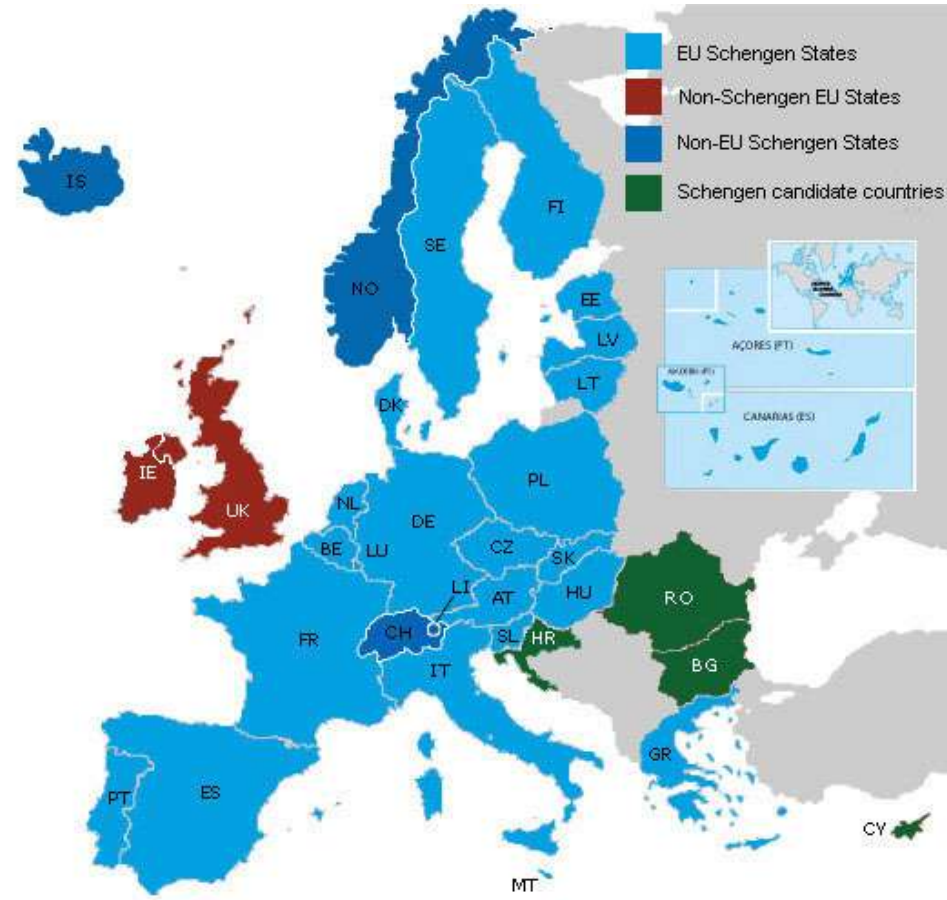 EU Schengen States
Non-Schengen EU States
Non-EU Schengen States
Schengen candidate countries
IS
FI
SE
NO
EE
LV
AÇORES (PT)
LT
DK
CANARIAS (ES)
IE
PL
NL
UK
DE
BE
LU
CZ
SK
LI
AT
HU
RO
FR
CH
SL
HR
IT
BG
GR
PT
ES
CY
MT